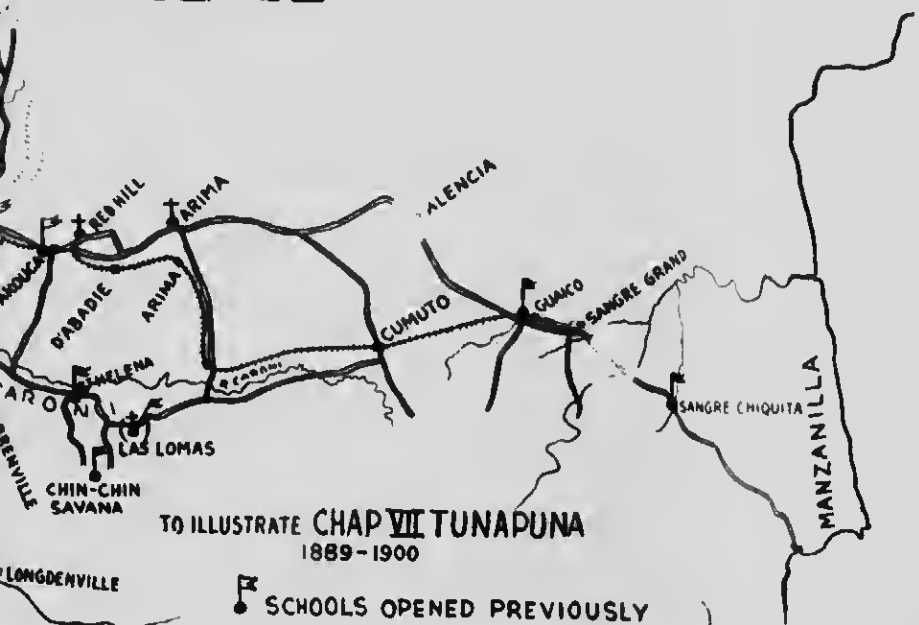 RED HILL
ARIMA
ALENCIA
D'ABADIE
ARIMA
GUAICO
SANGRE GRAND
CUMUTO
ST HELENA
R CARONI
CARONI
SANGRE CHIQUITA
LAS LOMAS
MANZANILLA
CHIN-CHIN
SAVANA
TO ILLUSTRATE CHAP VII TUNAPUNA
1889-1900
LONGDENVILLE
SCHOOLS OPENED PREVIOUSLY